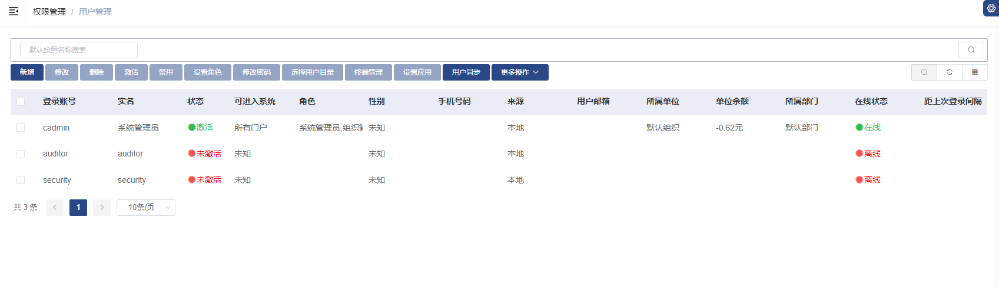 权限管理 / 用户管理
默认按照名称搜索
新增 修改 删除 激活 禁用 设置角色 修改密码 选择用户目录 终端管理 设置应用 用户同步 更多操作
登录账号 实名 状态 可进入系统 角色 性别 手机号码 来源 用户邮箱 所属单位 单位余额 所属部门 在线状态 距上次登录间隔
cadmin 系统管理员 激活 所有门户 系统管理员,组织 未知 本地 默认组织 -0.62元 默认部门 在线
auditor auditor 未激活 未知 未知 本地 离线
security security 未激活 未知 未知 本地 离线
共 3 条 1 10条/页